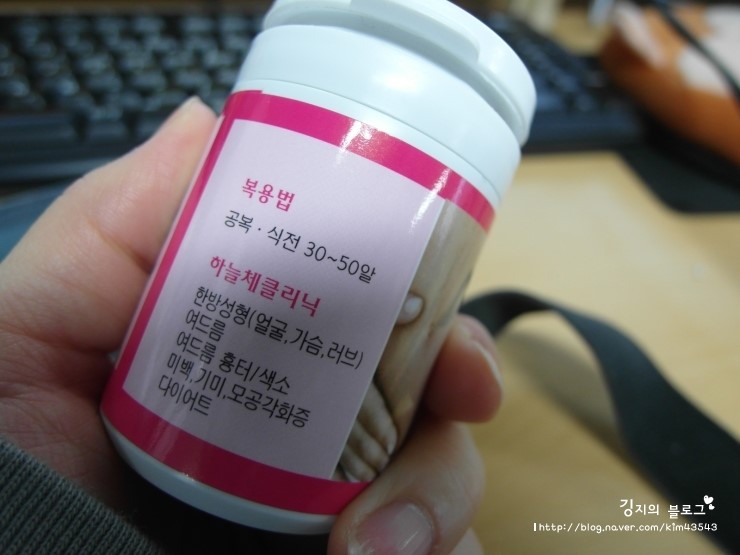 복용법
공복 · 식전 30~50알
하늘체클리닉
한방성형(얼굴,가슴,러브)
여드름
여드름 흉터/색소
미백,기미,모공각화증
다이어트
김지의 블로그
http://blog.naver.com/kim43543